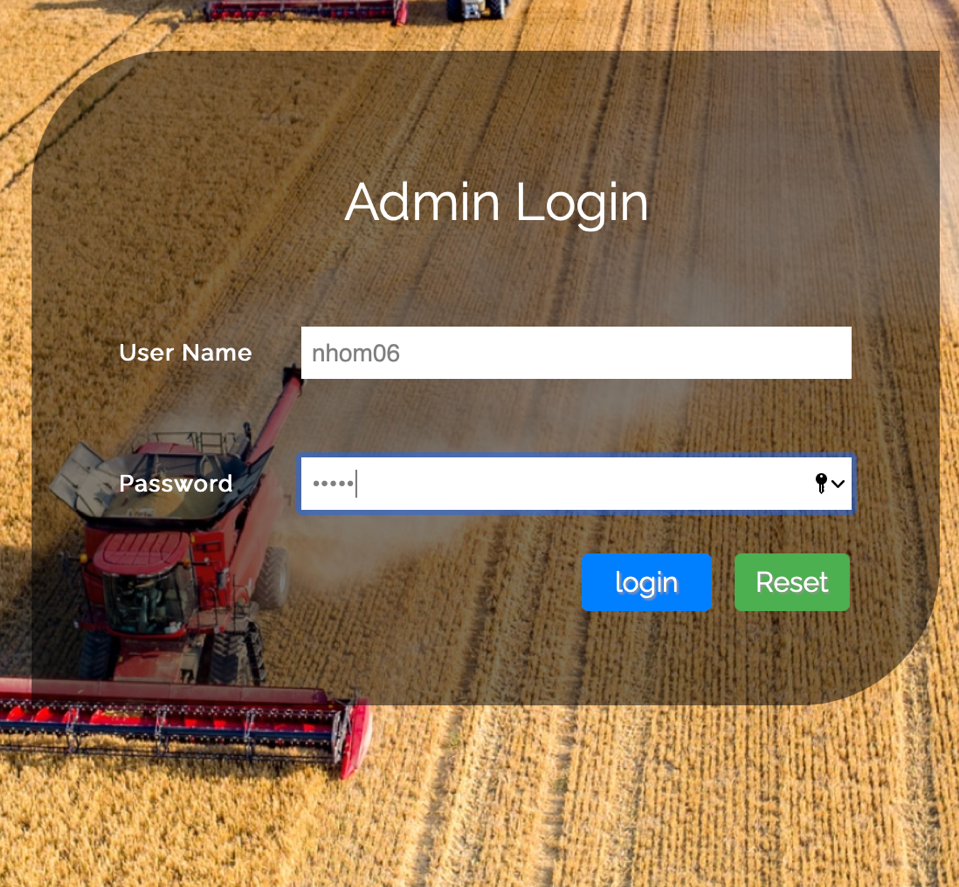 Admin Login
User Name
nhom06
Password
•••••
login
Reset